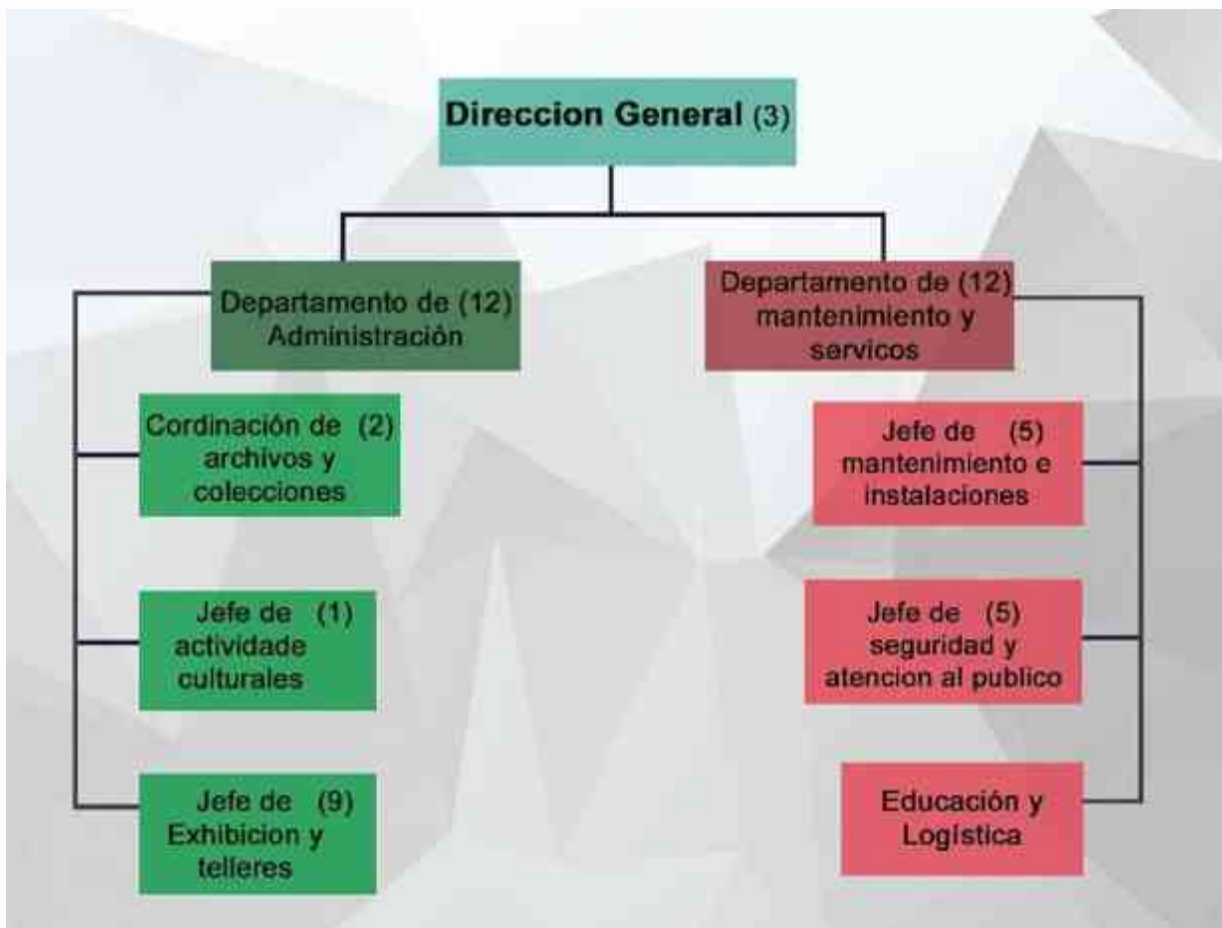 Direccion General (3)
Departamento de (12)
Administración
Departamento de (12)
mantenimiento y
servicos
Cordinación de (2)
archivos y
colecciones
Jefe de (1)
actividade
culturales
Jefe de (9)
Exhibicion y
telleres
Jefe de (5)
mantenimiento e
instalaciones
Jefe de (5)
seguridad y
atencion al publico
Educación y
Logística